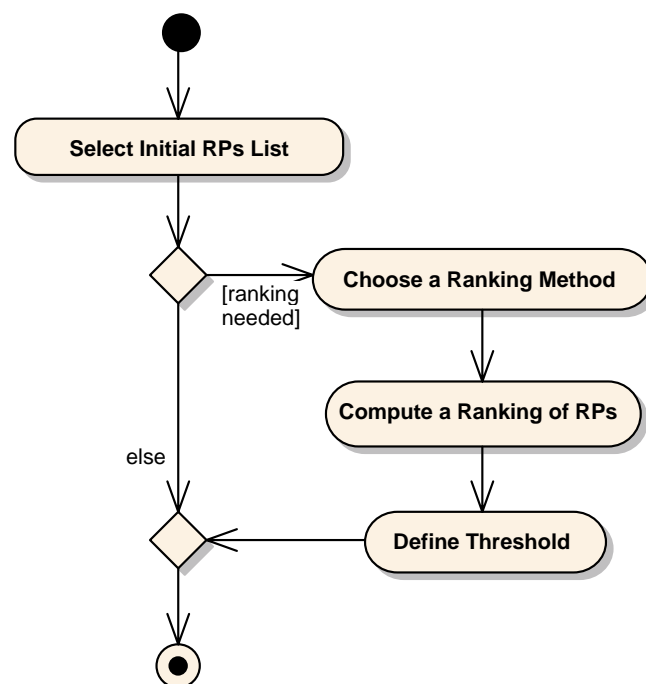 Select Initial RPs List
Choose a Ranking Method
[ranking
needed]
Compute a Ranking of RPs
else
Define Threshold